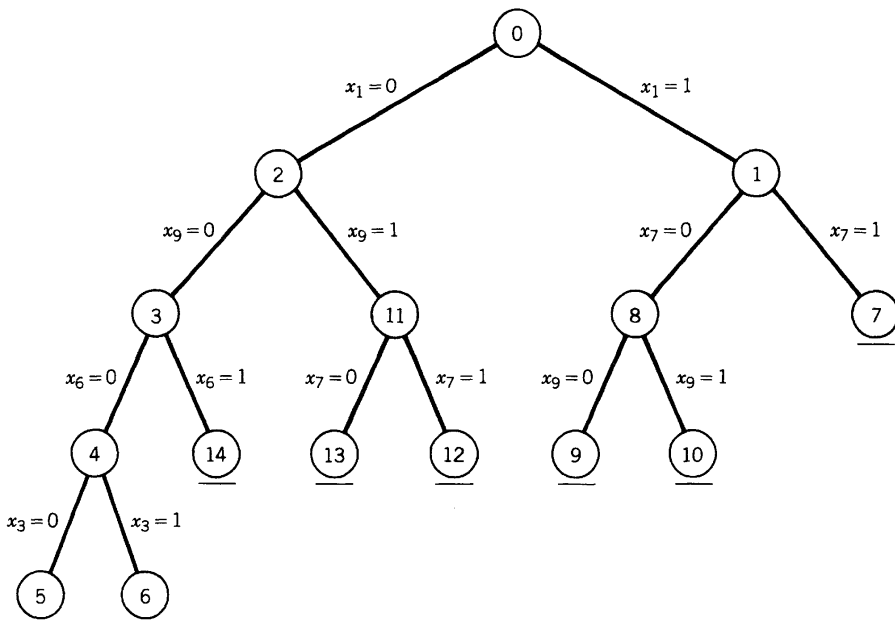 0
x₁ = 0
x₁ = 1
2
1
x₉ = 0
x₉ = 1
x₇ = 0
x₇ = 1
3
11
8
7
x₆ = 0
x₆ = 1
x₇ = 0
x₇ = 1
x₉ = 0
x₉ = 1
4
14
13
12
9
10
x₃ = 0
x₃ = 1
5
6